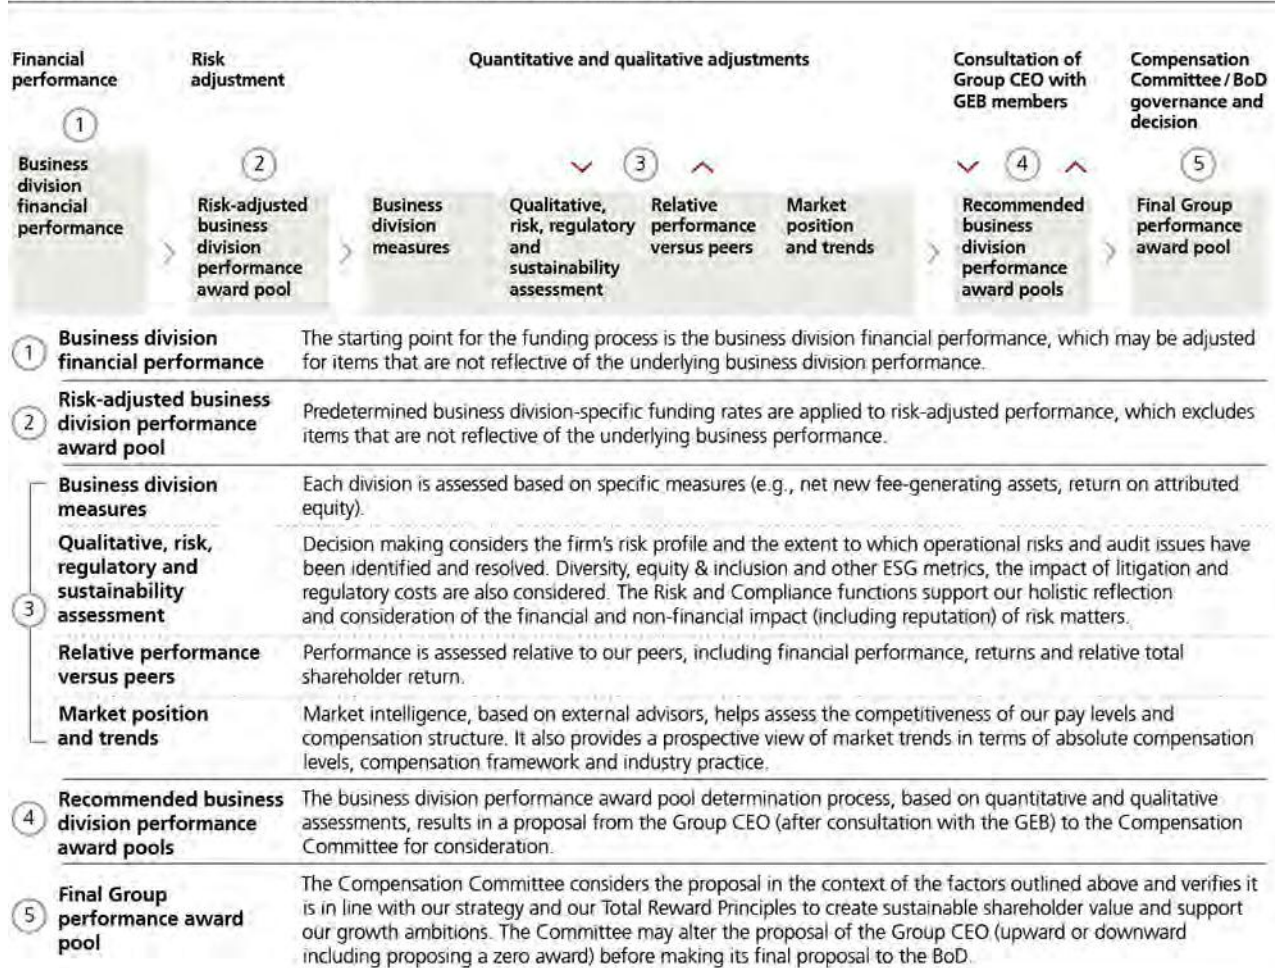 Financial
performance
Risk
adjustment
Quantitative and qualitative adjustments
Consultation of
Group CEO with
GEB members
Compensation
Committee/BoD
governance and
decision
1
2
3
4
5
Business
division
financial
performance
Risk-adjusted
business
division
performance
award pool
Business
division
measures
Qualitative,
risk, regulatory
and
sustainability
assessment
Relative
performance
versus peers
Market
position
and trends
Recommended
business
division
performance
award pools
Final Group
performance
award pool
1
Business division
financial performance
The starting point for the funding process is the business division financial performance, which may be adjusted
for items that are not reflective of the underlying business division performance.
2
Risk-adjusted business
division performance
award pool
Predetermined business division-specific funding rates are applied to risk-adjusted performance, which excludes
items that are not reflective of the underlying business performance.
3
Business division
measures
Each division is assessed based on specific measures (e.g., net new fee-generating assets, return on attributed
equity).
Qualitative, risk,
regulatory and
sustainability
assessment
Decision making considers the firm's risk profile and the extent to which operational risks and audit issues have
been identified and resolved. Diversity, equity & inclusion and other ESG metrics, the impact of litigation and
regulatory costs are also considered. The Risk and Compliance functions support our holistic reflection
and consideration of the financial and non-financial impact (including reputation) of risk matters.
Relative performance
versus peers
Performance is assessed relative to our peers, including financial performance, returns and relative total
shareholder return.
Market position
and trends
Market intelligence, based on external advisors, helps assess the competitiveness of our pay levels and
compensation structure. It also provides a prospective view of market trends in terms of absolute compensation
levels, compensation framework and industry practice.
4
Recommended business
division performance
award pools
The business division performance award pool determination process, based on quantitative and qualitative
assessments, results in a proposal from the Group CEO (after consultation with the GEB) to the Compensation
Committee for consideration.
5
Final Group
performance award
pool
The Compensation Committee considers the proposal in the context of the factors outlined above and verifies it
is in line with our strategy and our Total Reward Principles to create sustainable shareholder value and support
our growth ambitions. The Committee may alter the proposal of the Group CEO (upward or downward
including proposing a zero award) before making its final proposal to the BoD.